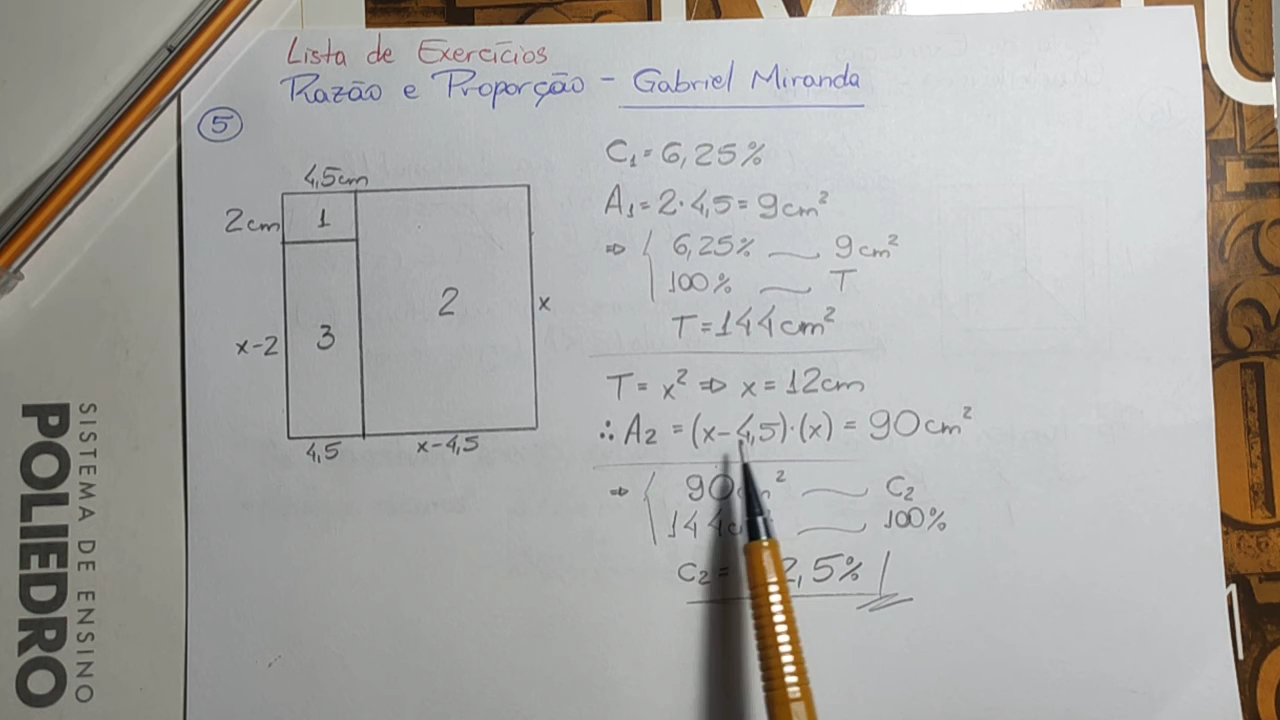 Lista de Exercícios
Razão e Proporção - Gabriel Miranda
5
4,5cm
2cm
1
x-2
3
2
x
4,5
x-4,5
C₁ = 6,25%
A₁ = 2·4,5 = 9cm²
⇒ { 6,25% — 9cm²
100% — T
T = 144cm²
T = x² ⇒ x = 12cm
∴ A₂ = (x-4,5)·(x) = 90cm²
⇒ { 90cm² — C₂
144c — 100%
C₂ = 2,5%
SISTEMA DE ENSINO
POLIEDRO